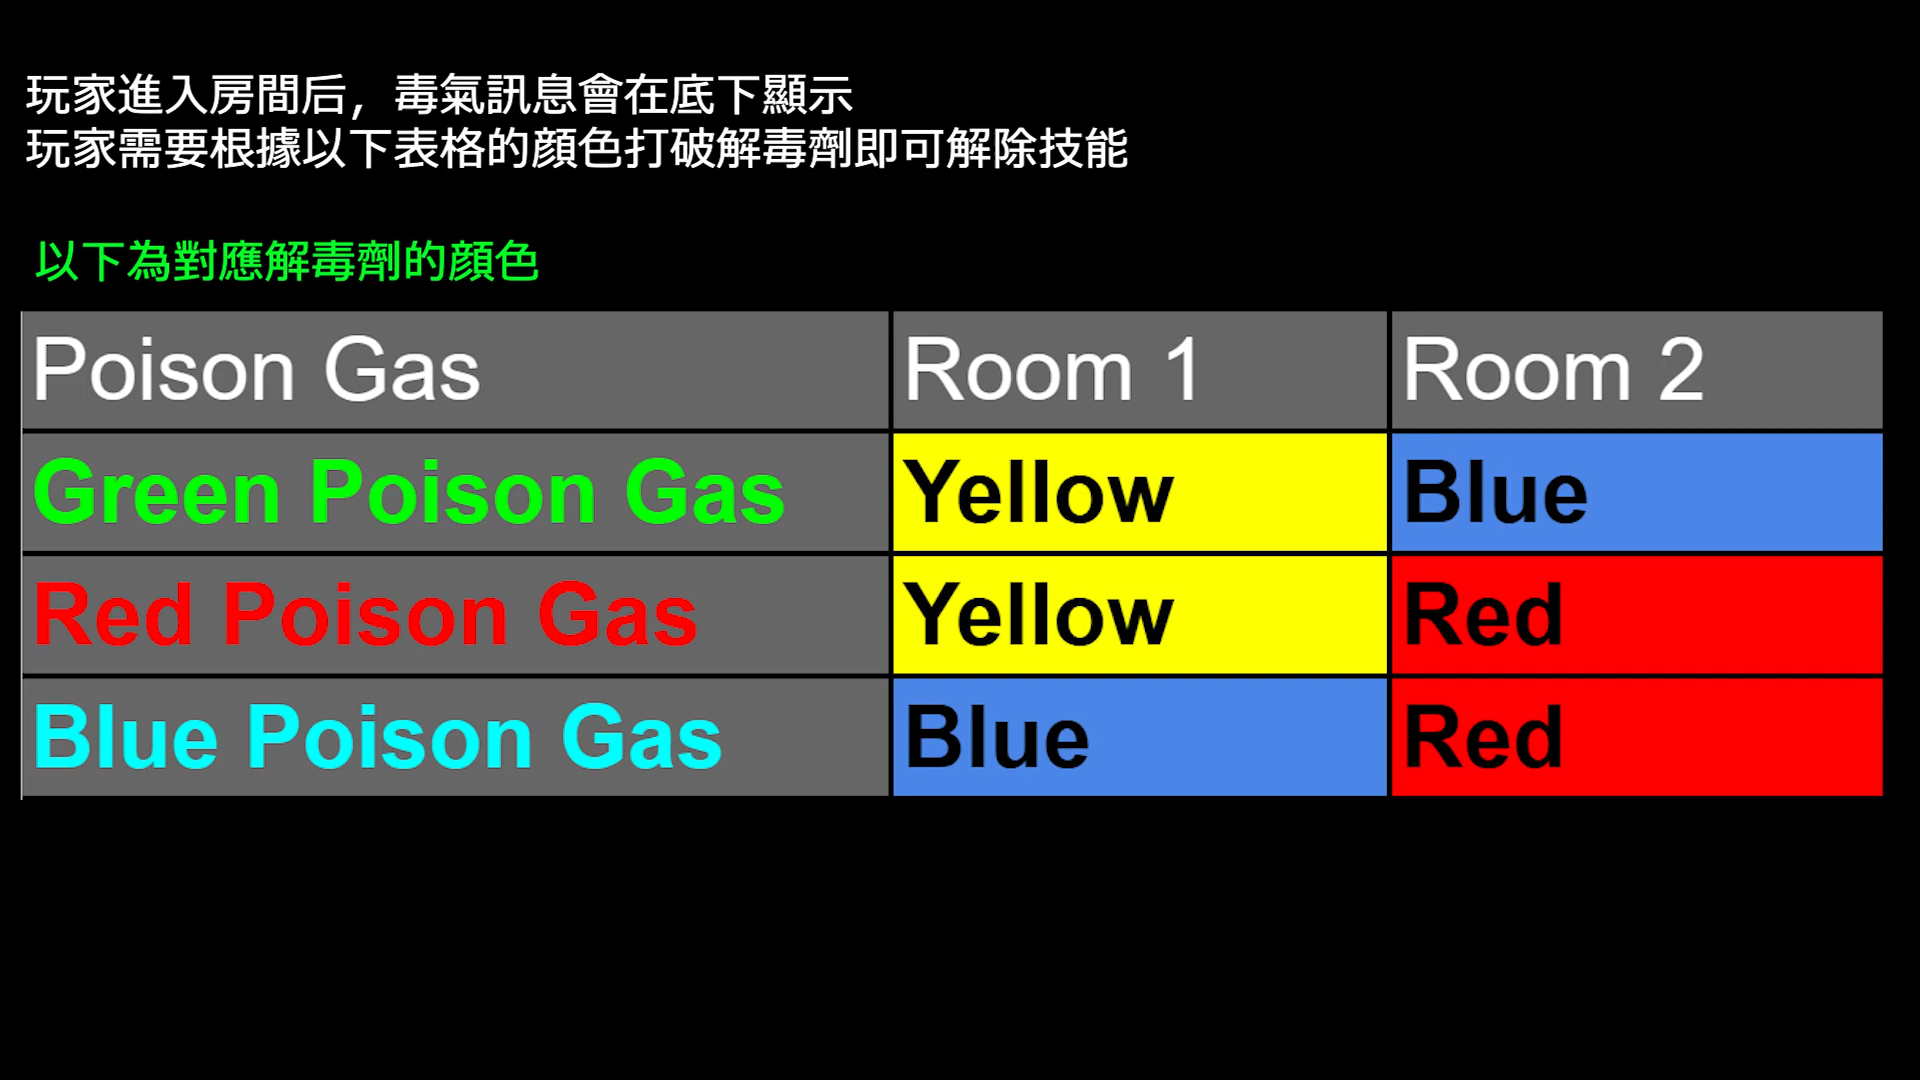 玩家進入房間后，毒氣訊息會在底下顯示
玩家需要根據以下表格的顏色打破解毒劑即可解除技能
以下為對應解毒劑的顏色
Poison Gas Room 1 Room 2
Green Poison Gas Yellow Blue
Red Poison Gas Yellow Red
Blue Poison Gas Blue Red